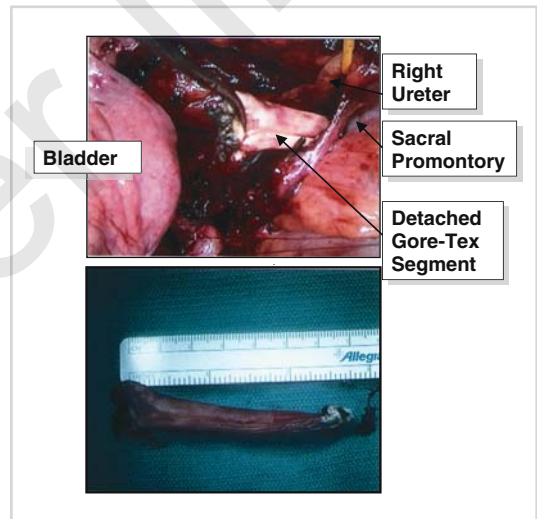 Right
Ureter
Bladder
Sacral
Promontory
Detached
Gore-Tex
Segment
Allegi